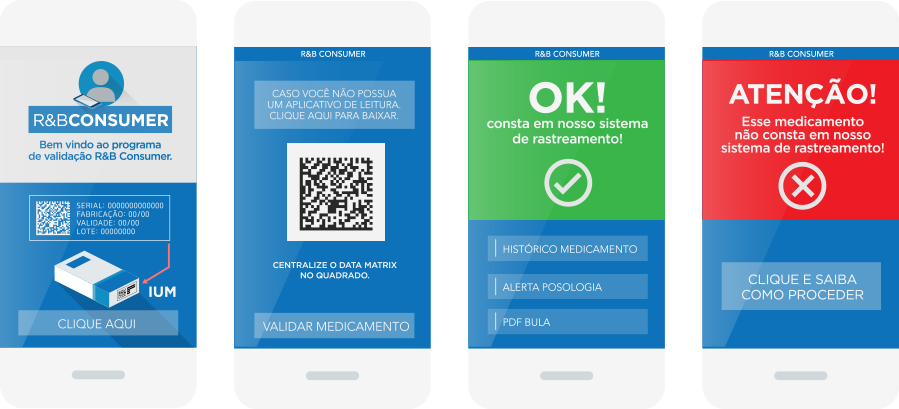 R&BCONSUMER
Bem vindo ao programa
de validação R&B Consumer.
SERIAL: 0000000000000
FABRICAÇÃO: 00/00
VALIDADE: 00/00
LOTE: 00000000
IUM
CLIQUE AQUI
R&B CONSUMER
CASO VOCÊ NÃO POSSUA
UM APLICATIVO DE LEITURA.
CLIQUE AQUI PARA BAIXAR.
CENTRALIZE O DATA MATRIX
NO QUADRADO.
VALIDAR MEDICAMENTO
R&B CONSUMER
OK!
consta em nosso sistema
de rastreamento!
HISTÓRICO MEDICAMENTO
ALERTA POSOLOGIA
PDF BULA
R&B CONSUMER
ATENÇÃO!
Esse medicamento
não consta em nosso
sistema de rastreamento!
CLIQUE E SAIBA
COMO PROCEDER